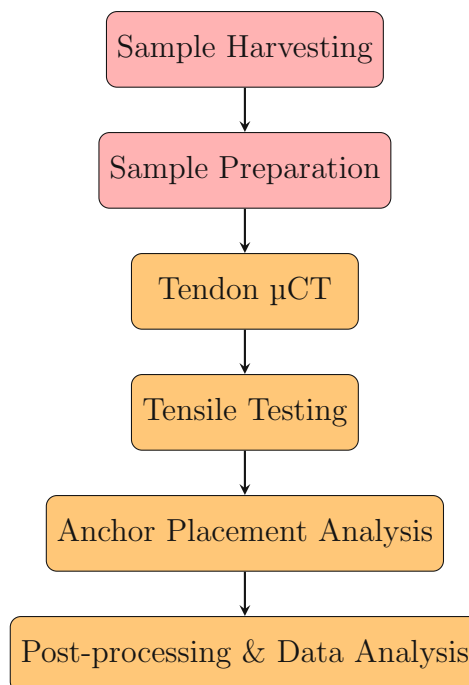 Sample Harvesting
Sample Preparation
Tendon µCT
Tensile Testing
Anchor Placement Analysis
Post-processing & Data Analysis